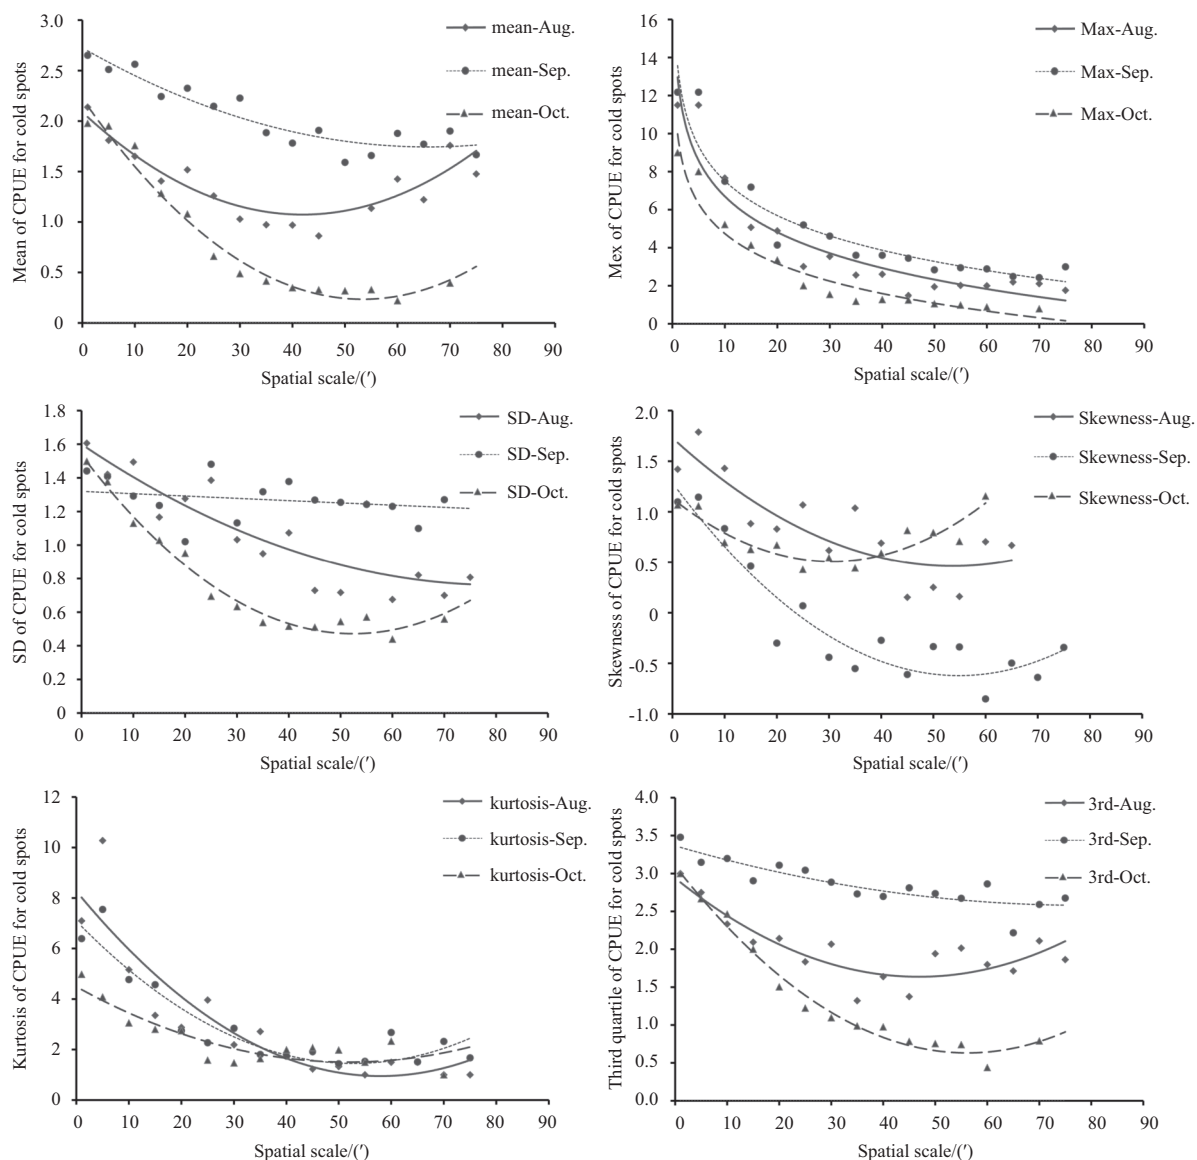 Mean of CPUE for cold spots
3.0
2.5
2.0
1.5
1.0
0.5
0
0 10 20 30 40 50 60 70 80 90
Spatial scale/(′)
mean-Aug.
mean-Sep.
mean-Oct.
Mex of CPUE for cold spots
16
14
12
10
8
6
4
2
0
0 10 20 30 40 50 60 70 80 90
Spatial scale/(′)
Max-Aug.
Max-Sep.
Max-Oct.
SD of CPUE for cold spots
1.8
1.6
1.4
1.2
1.0
0.8
0.6
0.4
0.2
0
0 10 20 30 40 50 60 70 80 90
Spatial scale/(′)
SD-Aug.
SD-Sep.
SD-Oct.
Skewness of CPUE for cold spots
2.0
1.5
1.0
0.5
0
-0.5
-1.0
0 10 20 30 40 50 60 70 80 90
Spatial scale/(′)
Skewness-Aug.
Skewness-Sep.
Skewness-Oct.
Kurtosis of CPUE for cold spots
12
10
8
6
4
2
0
0 10 20 30 40 50 60 70 80 90
Spatial scale/(′)
kurtosis-Aug.
kurtosis-Sep.
kurtosis-Oct.
Third quartile of CPUE for cold spots
4.0
3.5
3.0
2.5
2.0
1.5
1.0
0.5
0
0 10 20 30 40 50 60 70 80 90
Spatial scale/(′)
3rd-Aug.
3rd-Sep.
3rd-Oct.